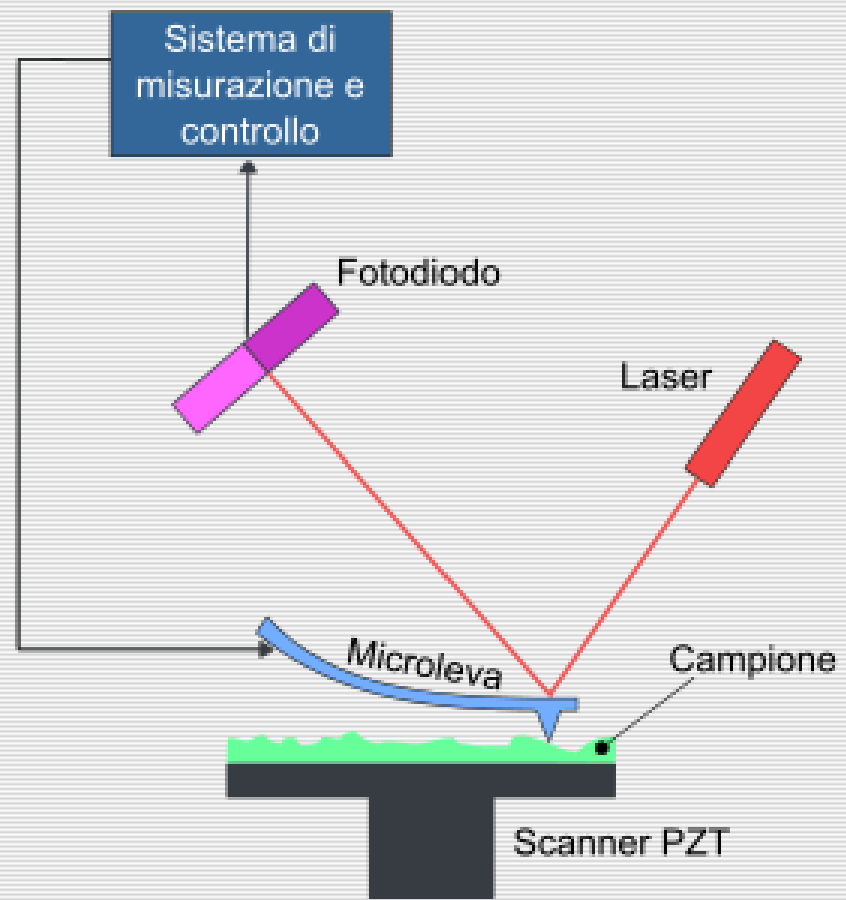 Sistema di
misurazione e
controllo
Fotodiodo
Laser
Microleva
Campione
Scanner PZT